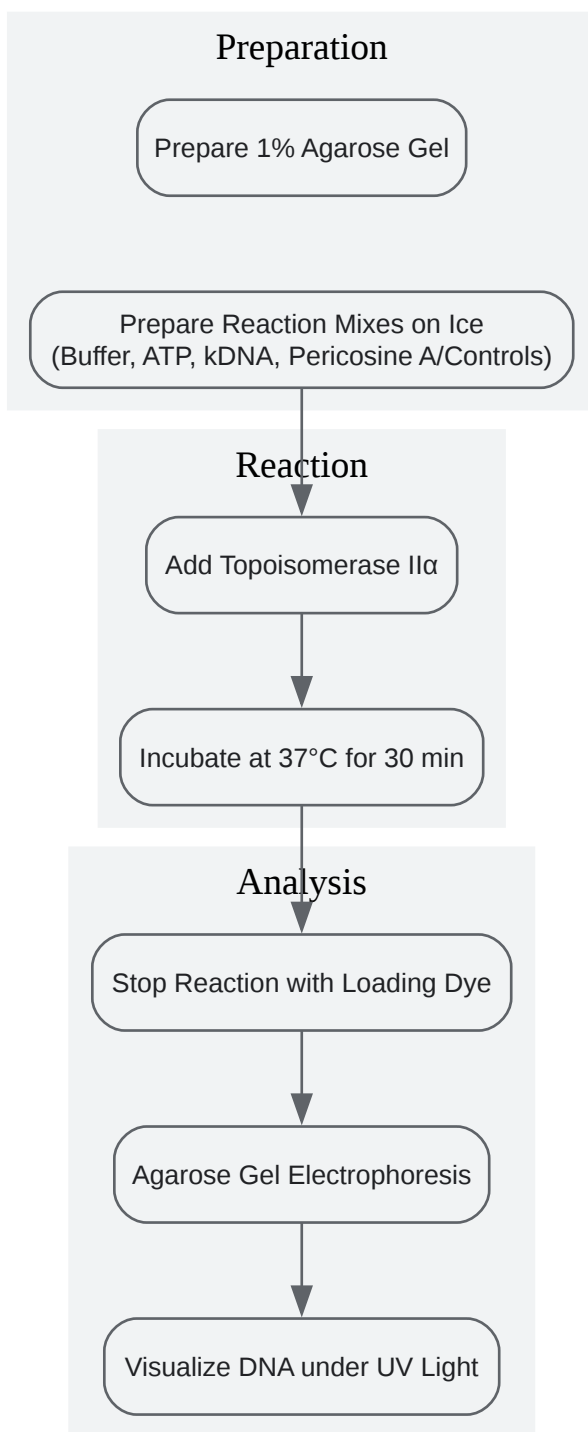 Preparation
Prepare 1% Agarose Gel
Prepare Reaction Mixes on Ice
(Buffer, ATP, kDNA, Pericosine A/Controls)
Reaction
Add Topoisomerase IIα
Incubate at 37°C for 30 min
Analysis
Stop Reaction with Loading Dye
Agarose Gel Electrophoresis
Visualize DNA under UV Light